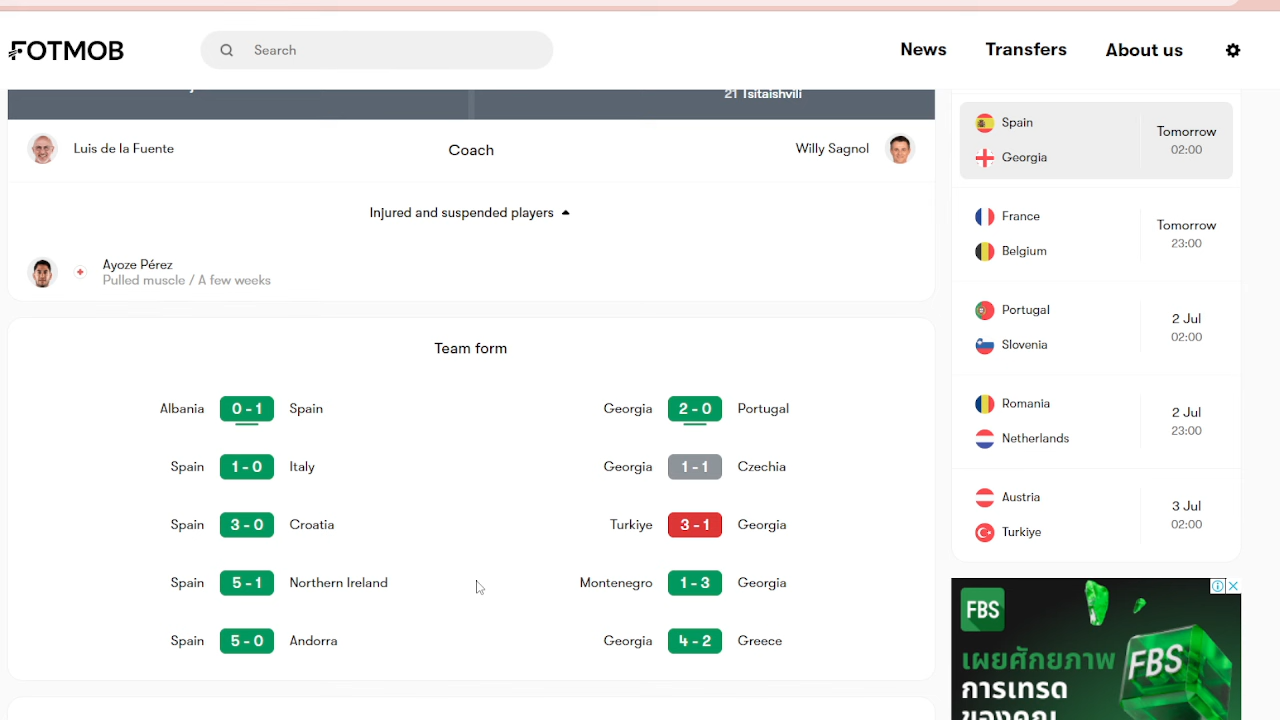 FOTMOB
Search
News
Transfers
About us
21 Tsitaishvili
Luis de la Fuente
Coach
Willy Sagnol
Injured and suspended players
Ayoze Pérez
Pulled muscle / A few weeks
Team form
Albania 0 - 1 Spain
Georgia 2 - 0 Portugal
Spain 1 - 0 Italy
Georgia 1 - 1 Czechia
Spain 3 - 0 Croatia
Turkiye 3 - 1 Georgia
Spain 5 - 1 Northern Ireland
Montenegro 1 - 3 Georgia
Spain 5 - 0 Andorra
Georgia 4 - 2 Greece
Spain
Georgia
Tomorrow
02:00
France
Belgium
Tomorrow
23:00
Portugal
Slovenia
2 Jul
02:00
Romania
Netherlands
2 Jul
23:00
Austria
Turkiye
3 Jul
02:00
FBS
เผยศักยภาพ
การเทรด
ของคุณ
FBS